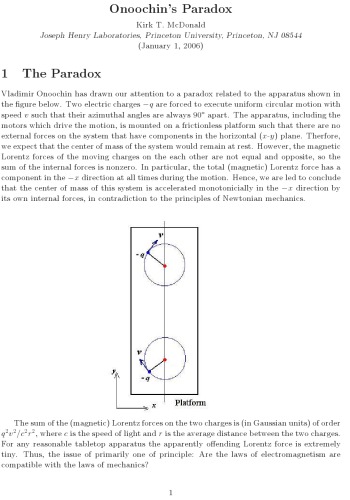 Onoochin's Paradox
Kirk T. McDonald
Joseph Henry Laboratories, Princeton University, Princeton, NJ 08544
(January 1, 2006)
1 The Paradox
Vladimir Onoochin has drawn our attention to a paradox related to the apparatus shown in
the figure below. Two electric charges −q are forced to execute uniform circular motion with
speed v such that their azimuthal angles are always 90° apart. The apparatus, including the
motors which drive the motion, is mounted on a frictionless platform such that there are no
external forces on the system that have components in the horizontal (x-y) plane. Therfore,
we expect that the center of mass of the system would remain at rest. However, the magnetic
Lorentz forces of the moving charges on the each other are not equal and opposite, so the
sum of the internal forces is nonzero. In particular, the total (magnetic) Lorentz force has a
component in the −x direction at all times during the motion. Hence, we are led to conclude
that the center of mass of this system is accelerated monotonicially in the −x direction by
its own internal forces, in contradiction to the principles of Newtonian mechanics.
v
-q
v
-q
y
x
Platform
The sum of the (magnetic) Lorentz forces on the two charges is (in Gaussian units) of order
q²v²/c²r², where c is the speed of light and r is the average distance between the two charges.
For any reasonable tabletop apparatus the apparently offending Lorentz force is extremely
tiny. Thus, the issue of primarily one of principle: Are the laws of electromagnetism are
compatible with the laws of mechanics?
1